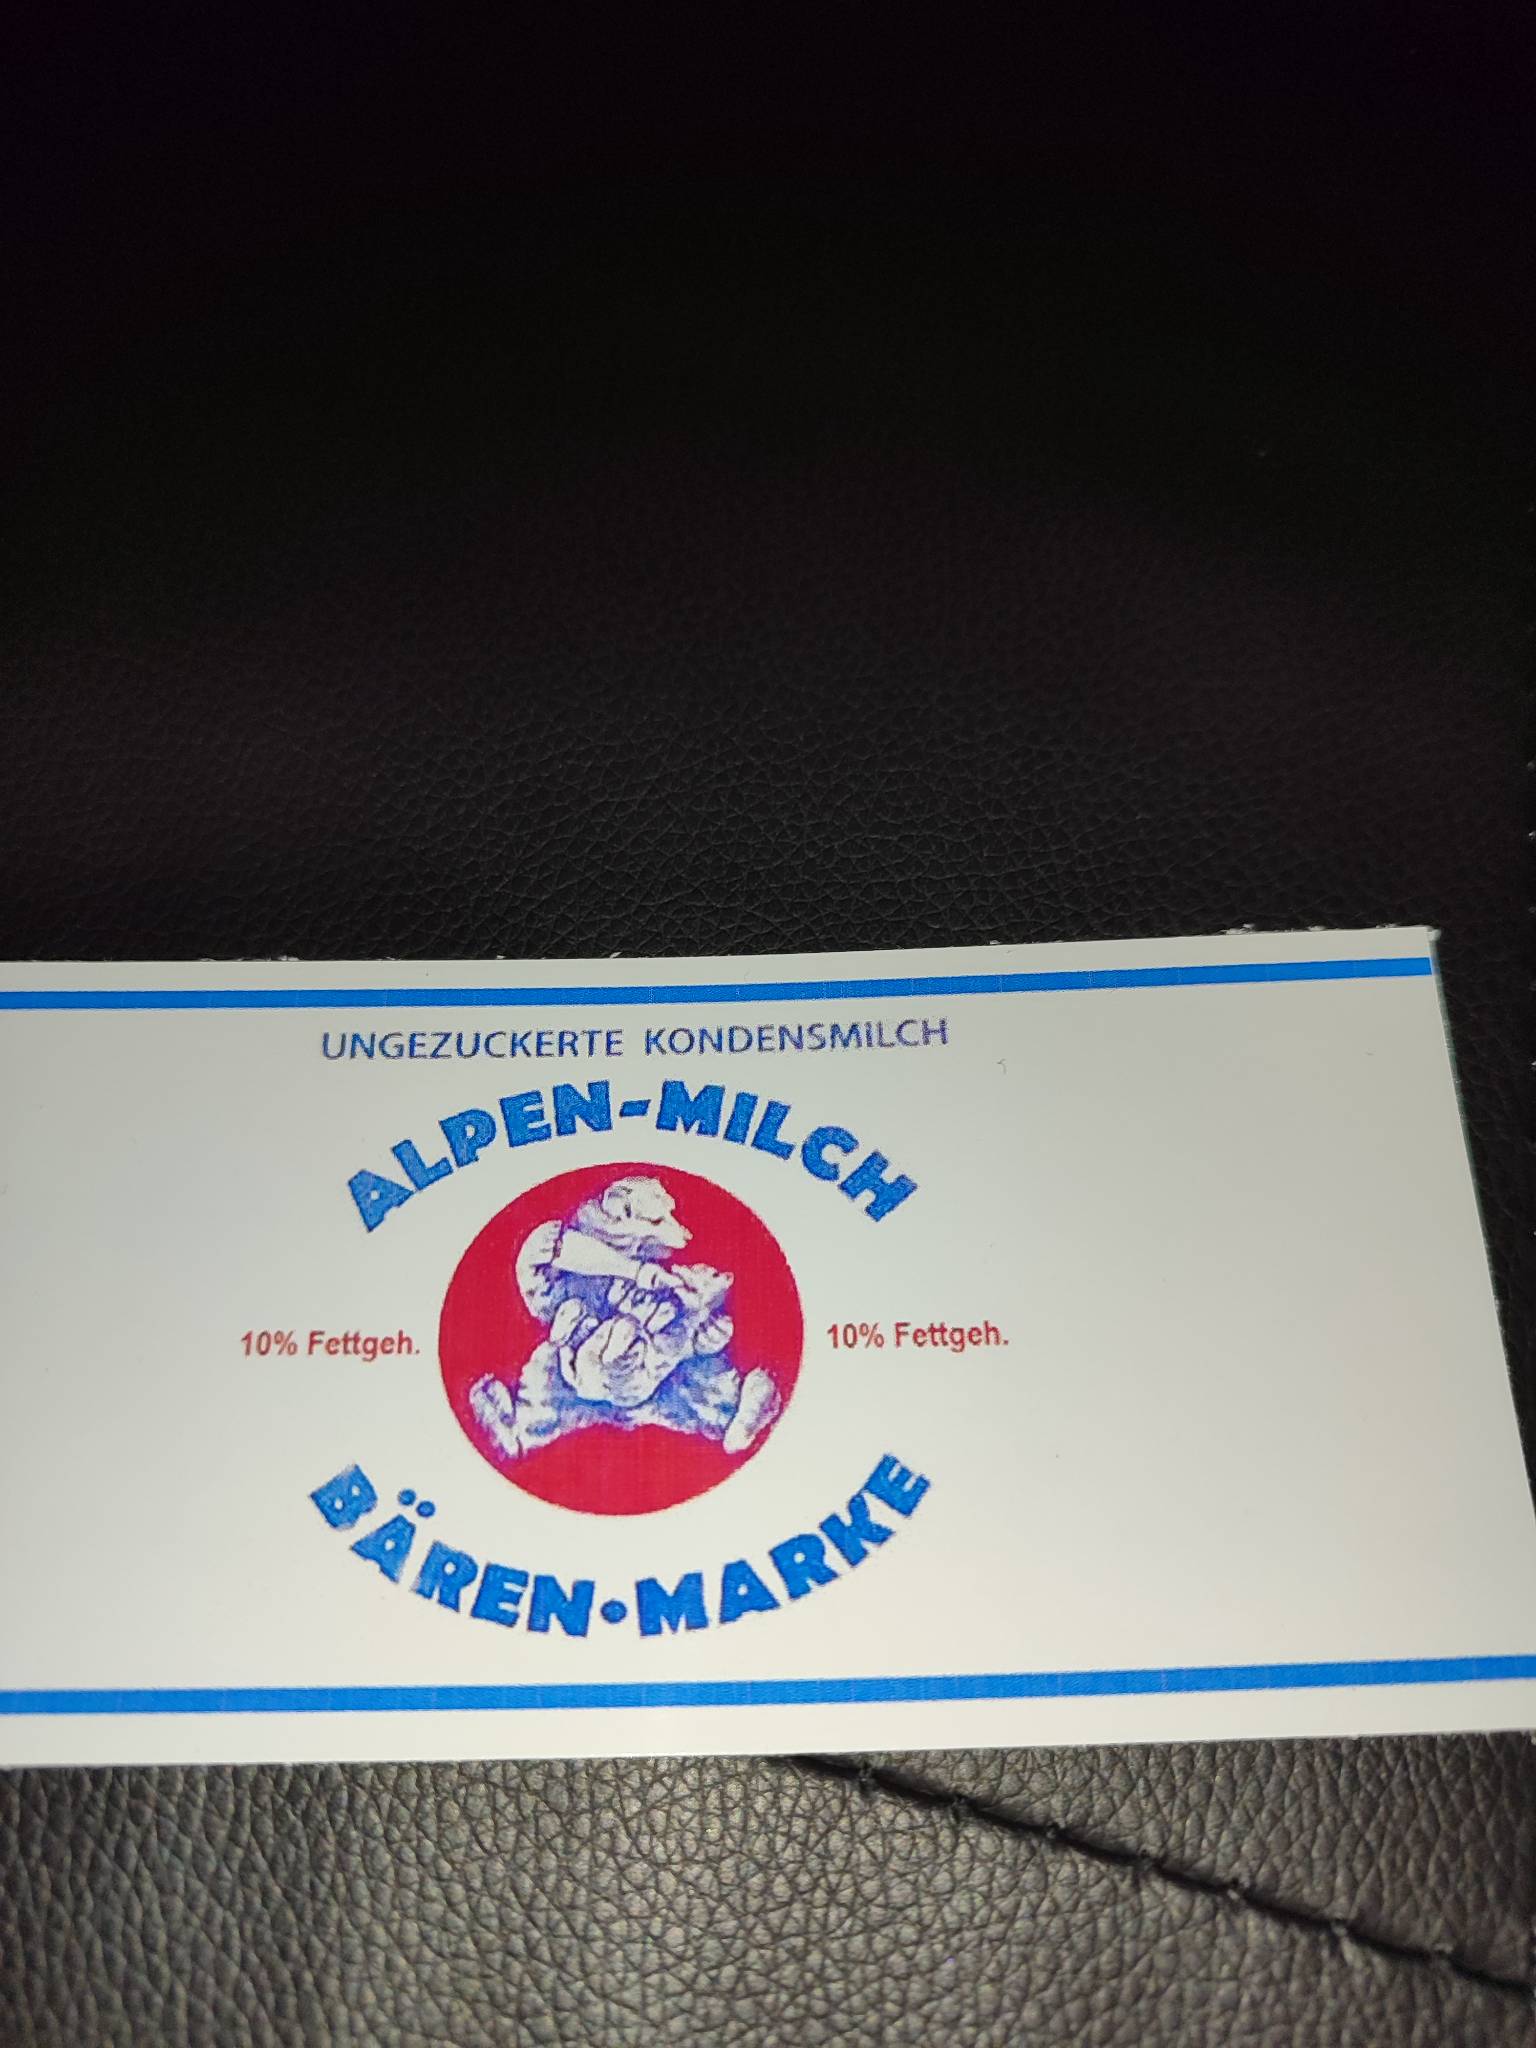 UNGEZUCKERTE KONDENSMILCH
ALPEN-MILCH
10% Fettgeh.
10% Fettgeh.
BÄREN•MARKE